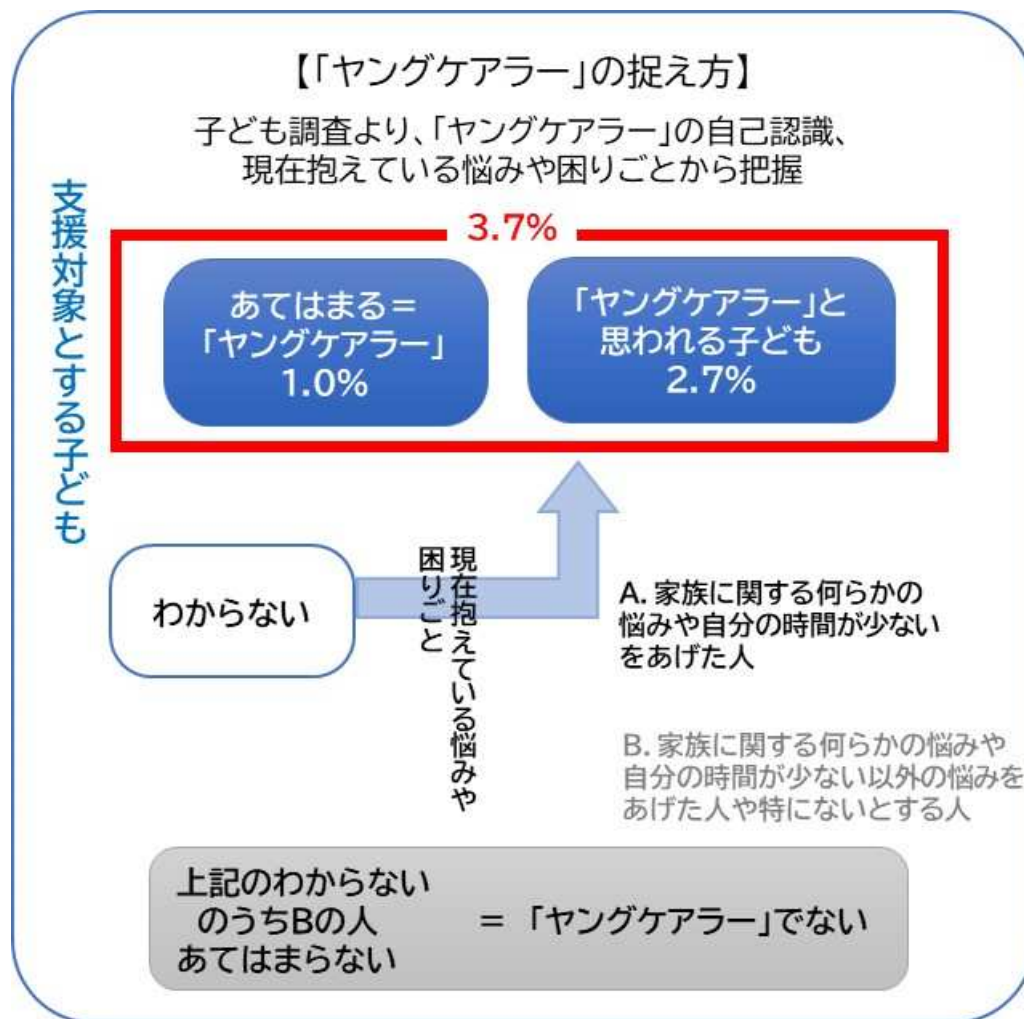 【「ヤングケアラー」の捉え方】
子ども調査より、「ヤングケアラー」の自己認識、
現在抱えている悩みや困りごとから把握
支援対象とする子ども
3.7%
あてはまる＝
「ヤングケアラー」
1.0%
「ヤングケアラー」と
思われる子ども
2.7%
わからない
現在抱えている悩みや
困りごと
A. 家族に関する何らかの
悩みや自分の時間が少ない
をあげた人
B. 家族に関する何らかの悩みや
自分の時間が少ない以外の悩みを
あげた人や特にないとする人
上記のわからない
のうちBの人
あてはまらない
＝ 「ヤングケアラー」でない